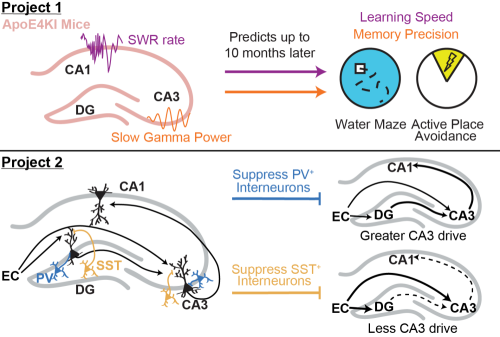 Project 1
ApoE4KI Mice
SWR rate
CA1
DG
CA3
Slow Gamma Power
Predicts up to
10 months later
Learning Speed
Memory Precision
Water Maze
Active Place
Avoidance
Project 2
CA1
EC
PV
SST
DG
CA3
Suppress PV⁺
Interneurons
CA1
EC
DG
CA3
Greater CA3 drive
Suppress SST⁺
Interneurons
CA1
EC
DG
CA3
Less CA3 drive